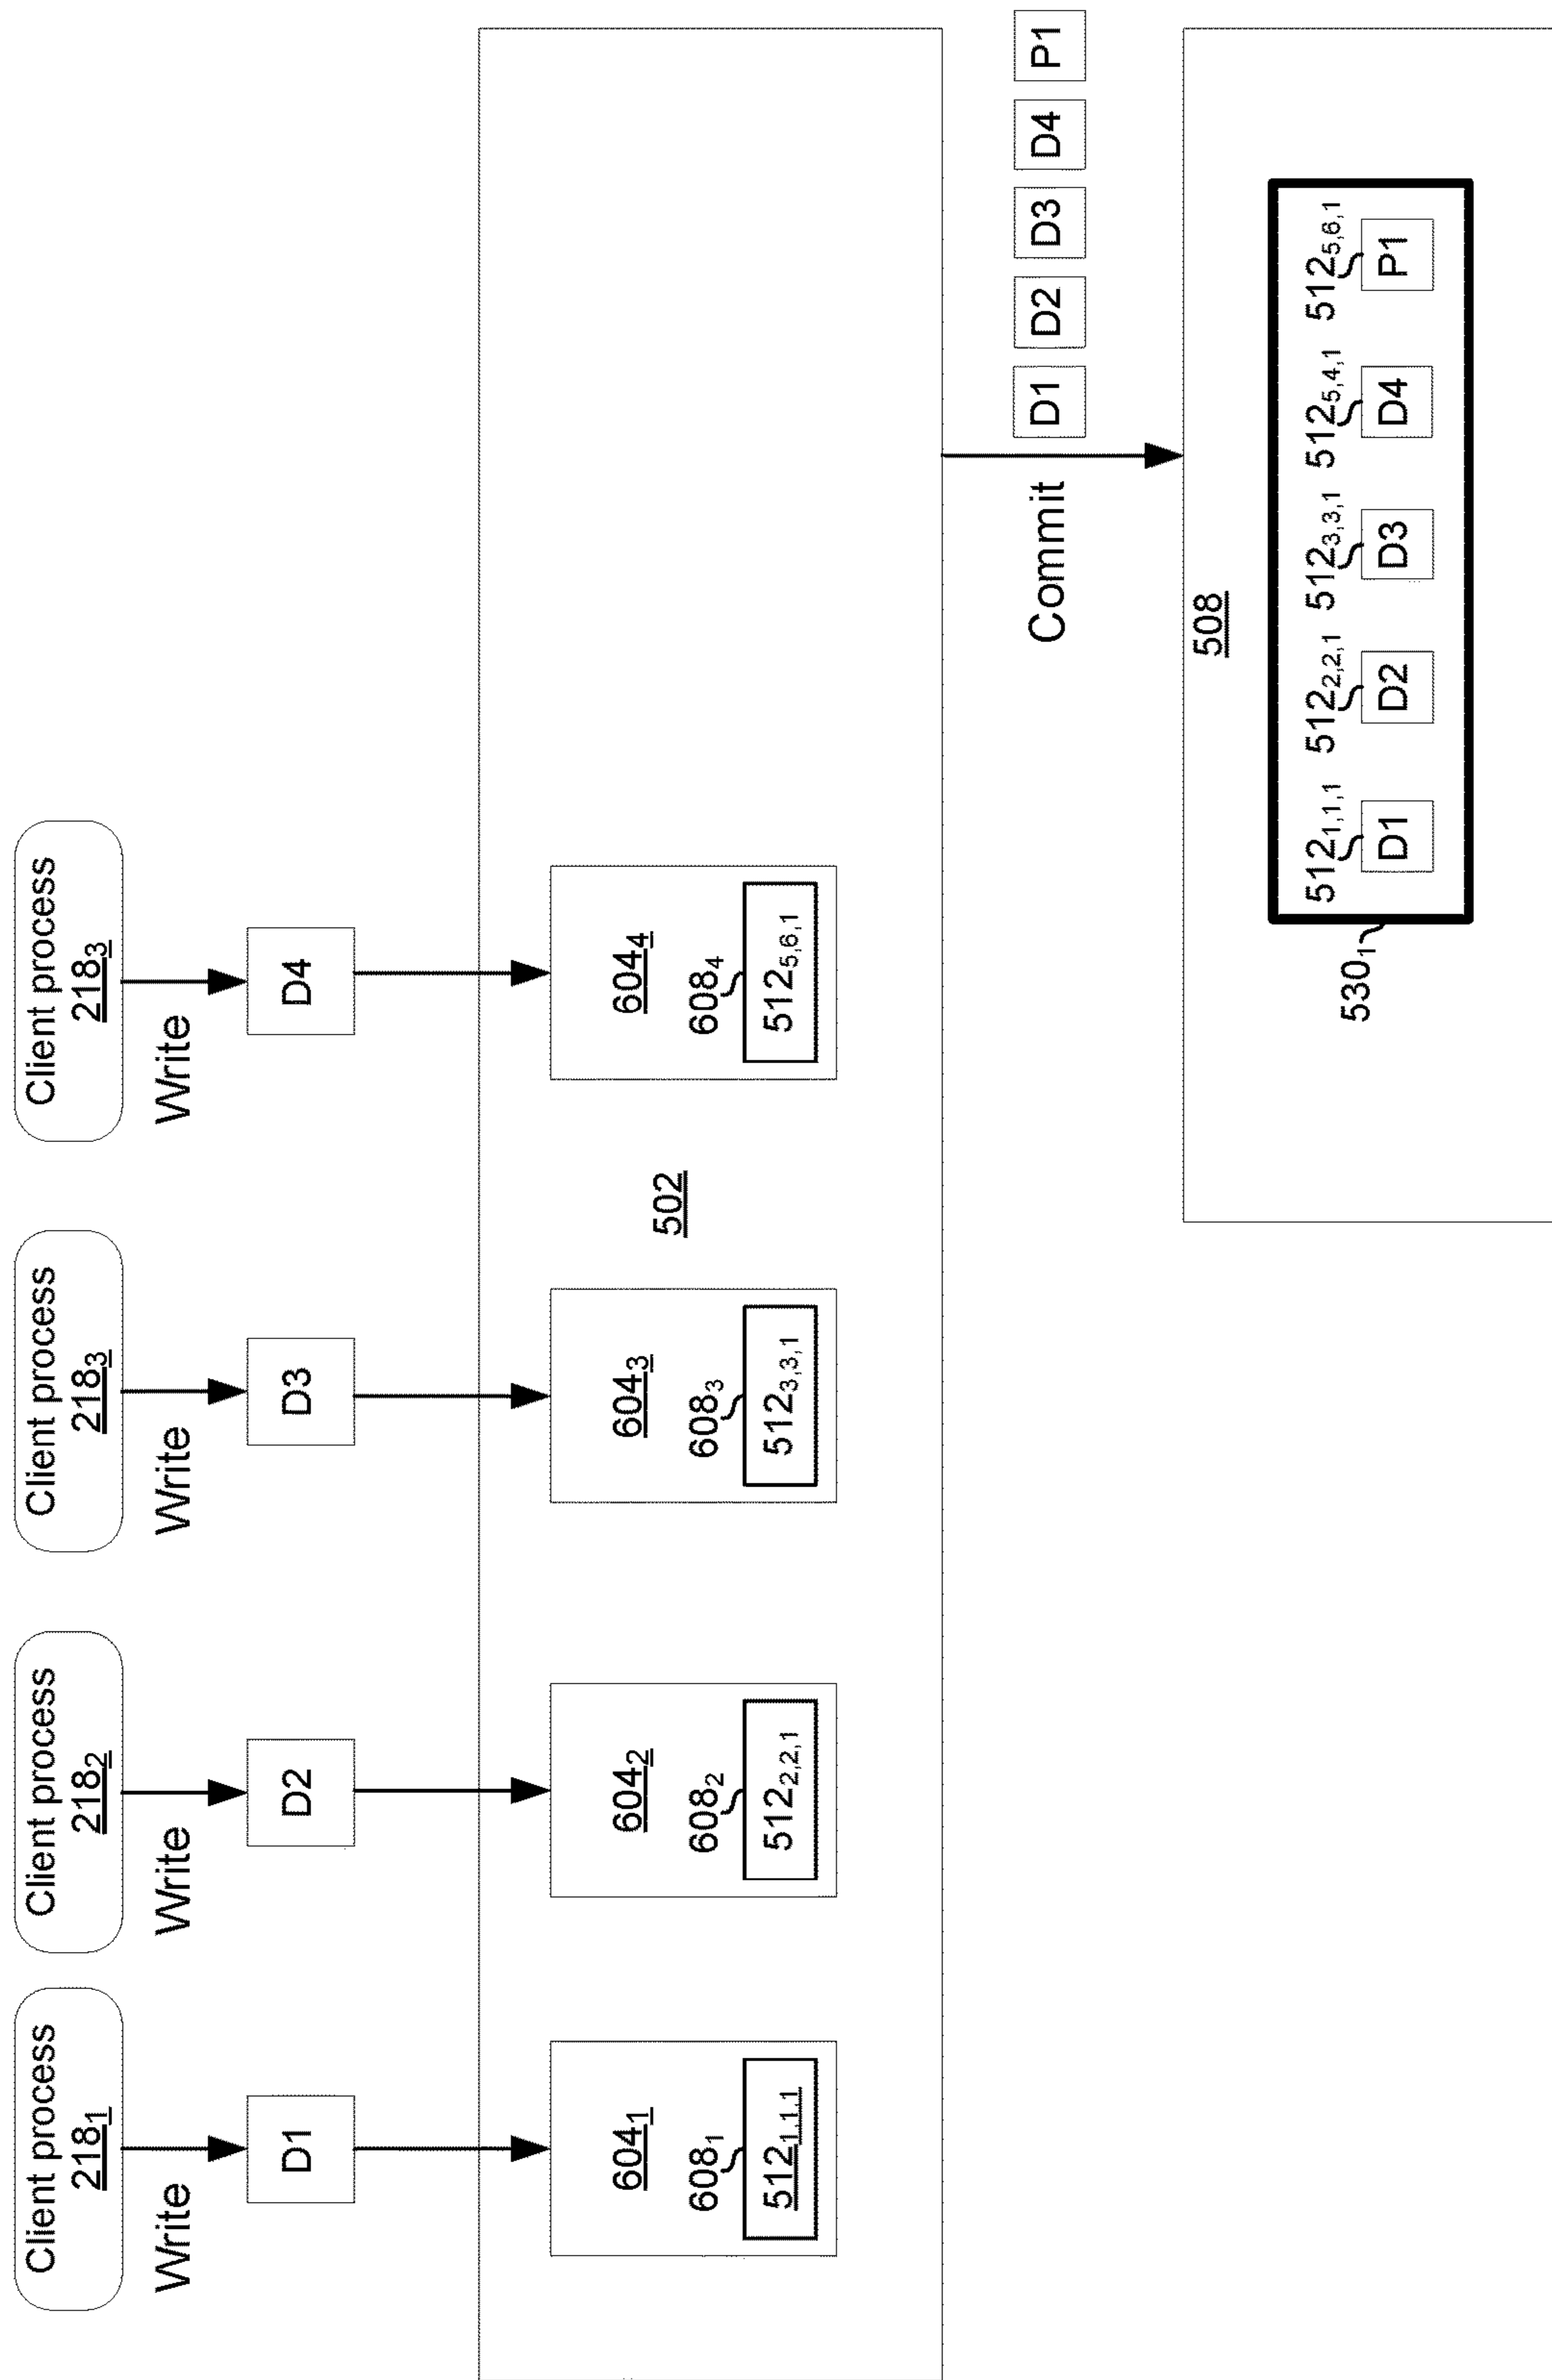 Client process
218₁
Client process
218₂
Client process
218₃
Client process
218₃
Write
Write
Write
Write
D1
D2
D3
D4
604₁
604₂
604₃
604₄
502
608₁
608₂
608₃
608₄
512₁,₁,₁
512₂,₂,₁
512₃,₃,₁
512₅,₆,₁
Commit
D1 D2 D3 D4 P1
508
512₁,₁,₁ 512₂,₂,₁ 512₃,₃,₁ 512₅,₄,₁ 512₅,₆,₁
D1 D2 D3 D4 P1
530₁